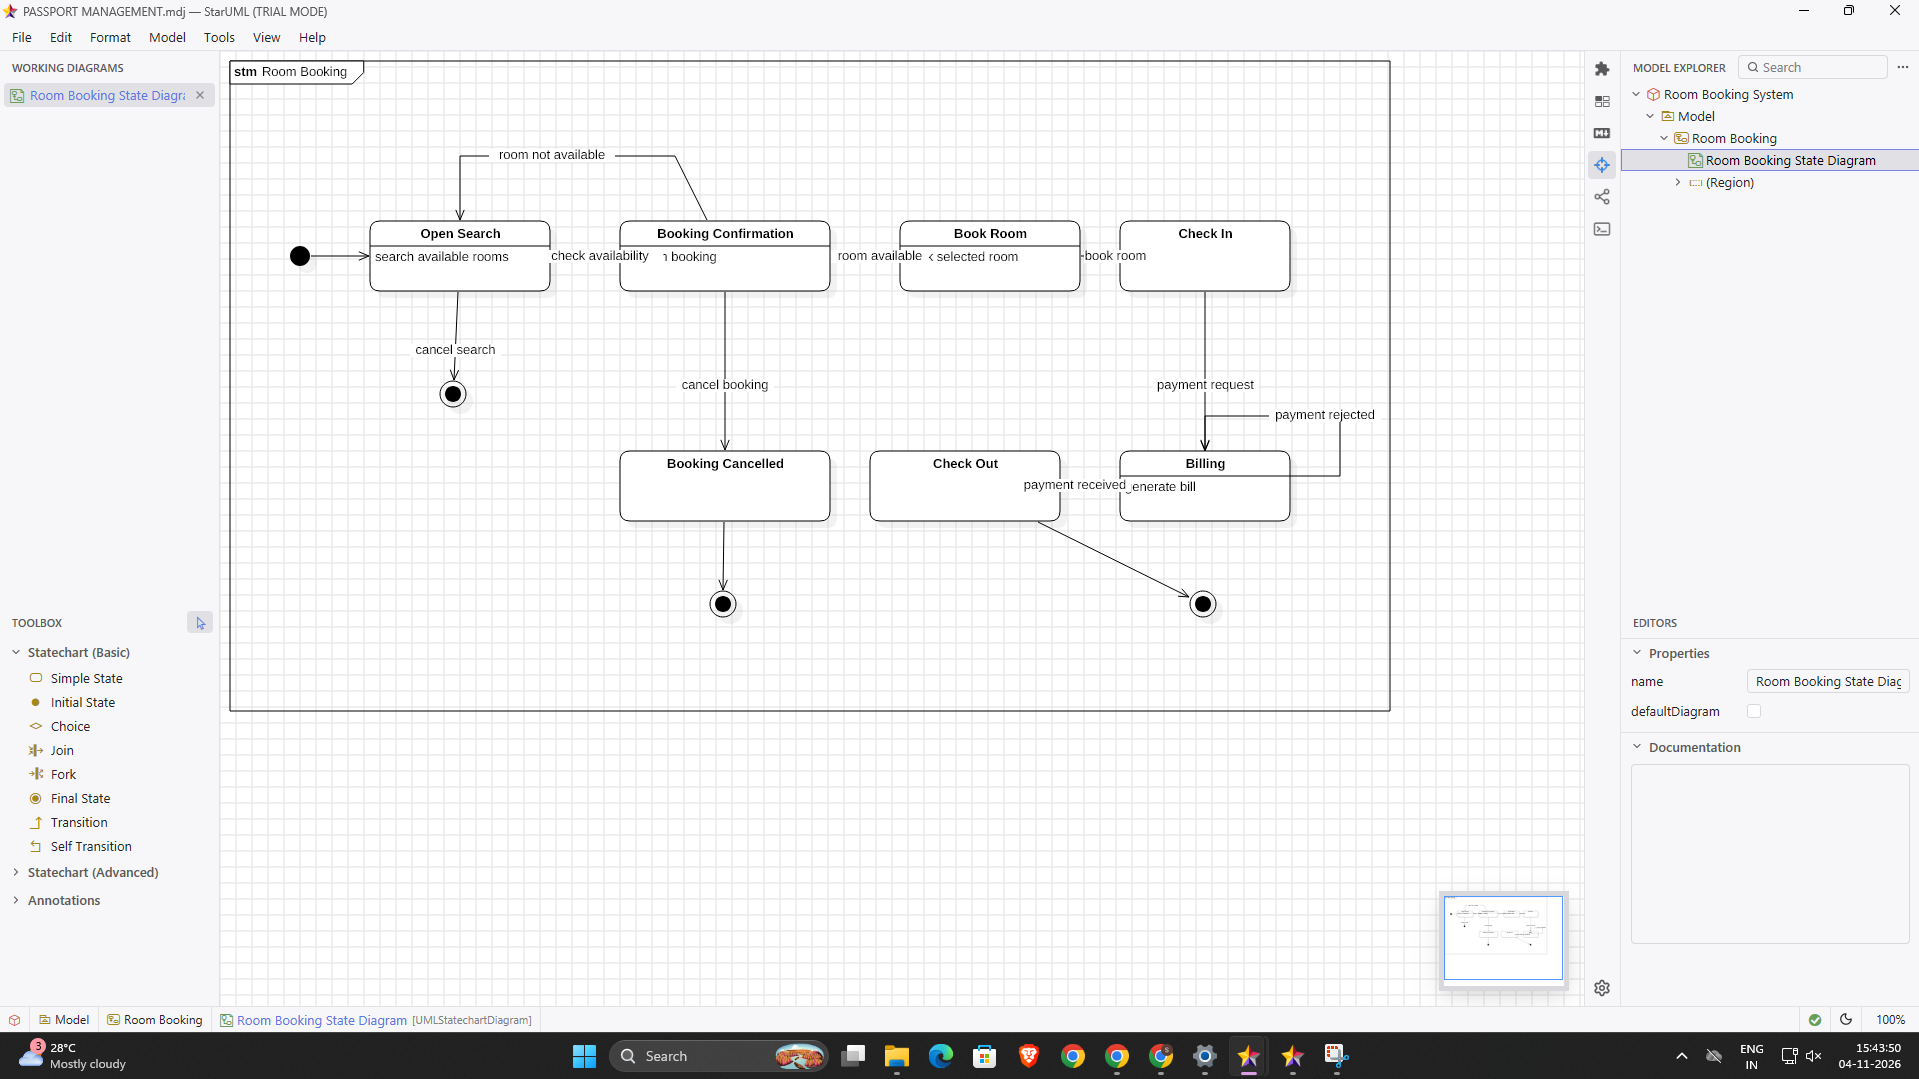 PASSPORT MANAGEMENT.mdj — StarUML (TRIAL MODE)
File Edit Format Model Tools View Help
WORKING DIAGRAMS
Room Booking State Diagra
stm Room Booking
room not available
Open Search
search available rooms
check availability
Booking Confirmation
booking
room available
Book Room
selected room
book room
Check In
cancel search
cancel booking
payment request
payment rejected
Booking Cancelled
Check Out
payment received
Billing
enerate bill
MODEL EXPLORER
Search
Room Booking System
Model
Room Booking
Room Booking State Diagram
(Region)
TOOLBOX
Statechart (Basic)
Simple State
Initial State
Choice
Join
Fork
Final State
Transition
Self Transition
Statechart (Advanced)
Annotations
EDITORS
Properties
name Room Booking State Diag
defaultDiagram
Documentation
Model Room Booking Room Booking State Diagram [UMLStatechartDiagram]
100%
3
28°C
Mostly cloudy
Search
ENG
IN
15:43:50
04-11-2026